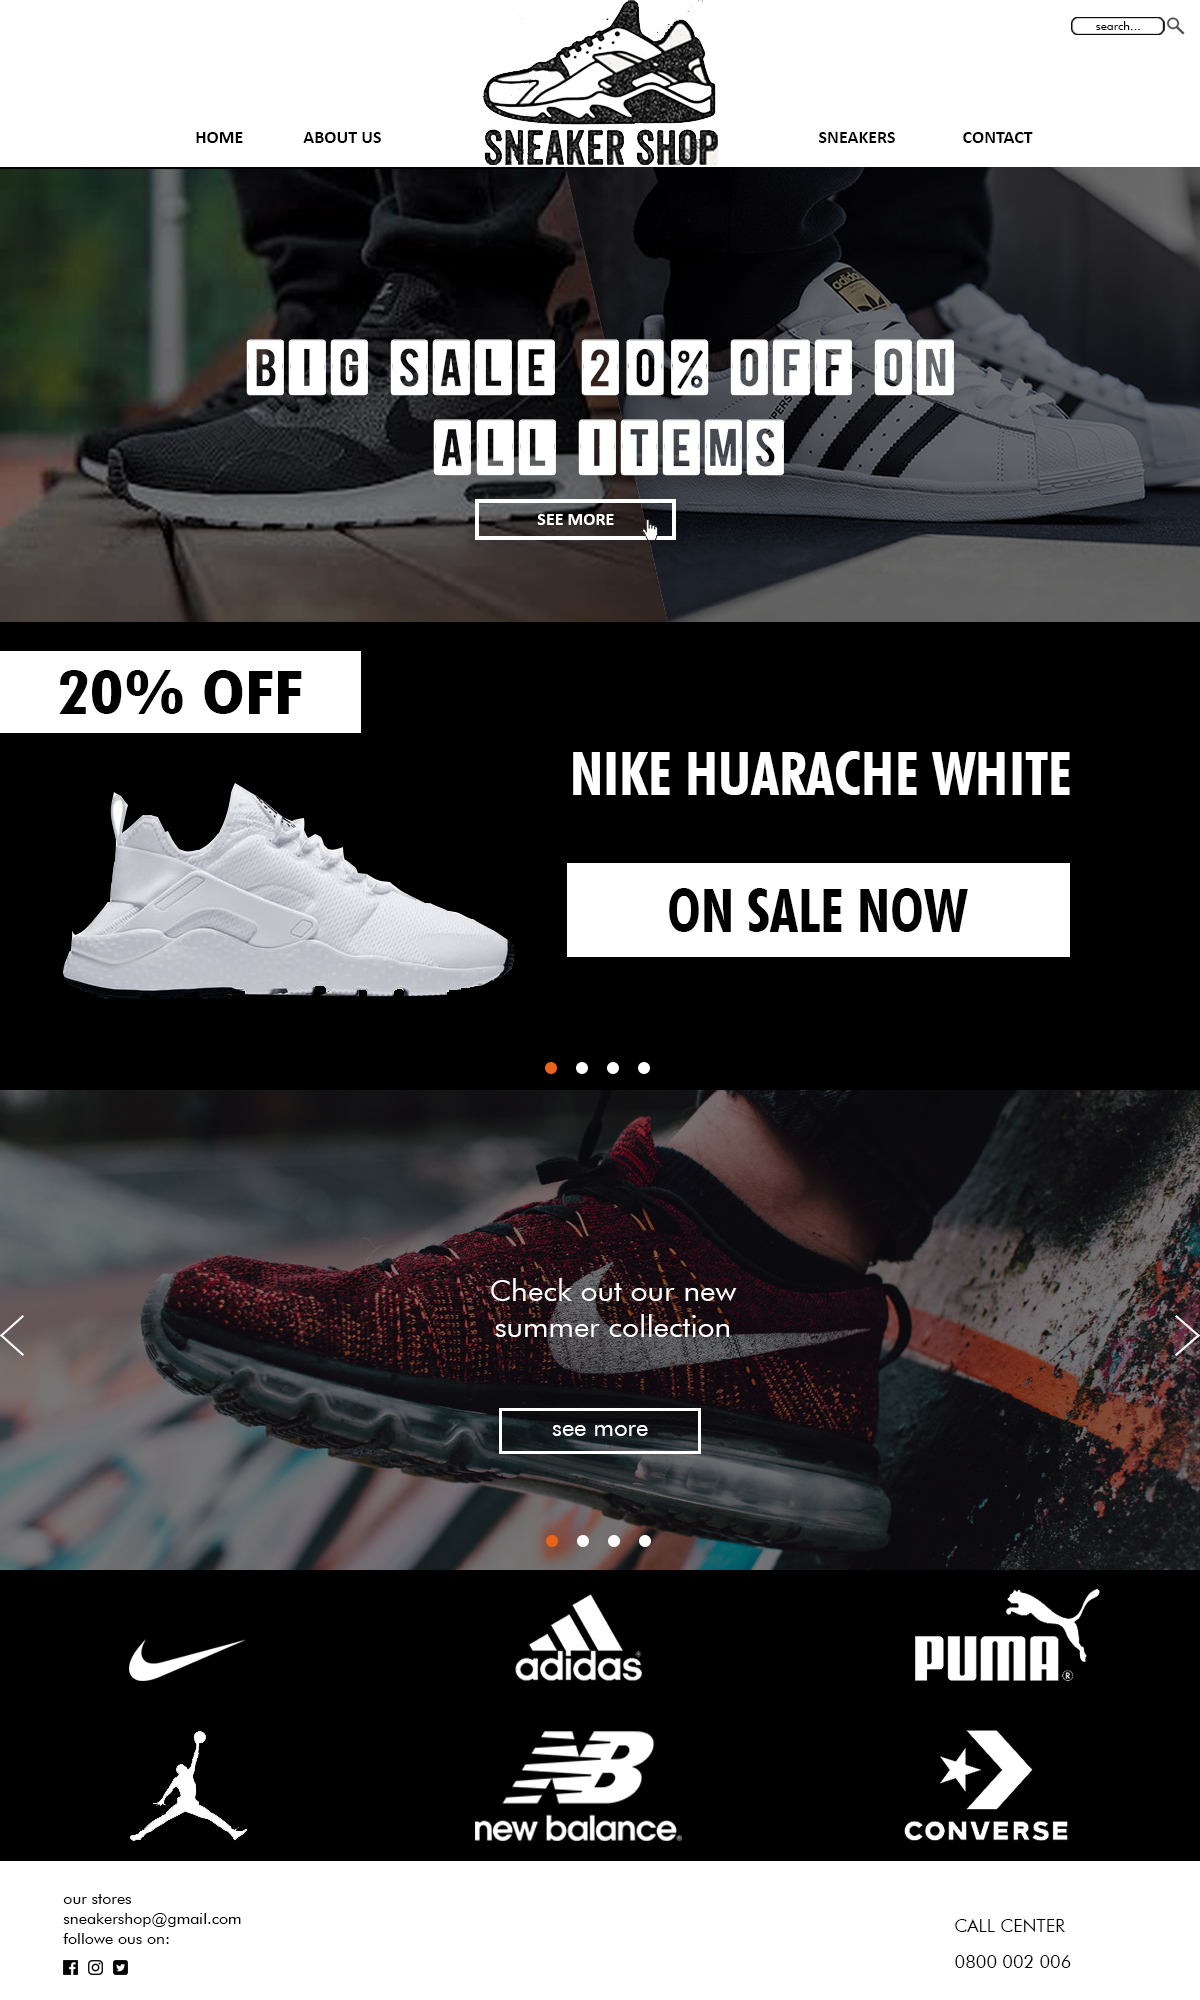 search...
HOME
ABOUT US
SNEAKER SHOP
SNEAKERS
CONTACT
adidas
BIG SALE 20% OFF ON
ALL ITEMS
SEE MORE
20% OFF
NIKE HUARACHE WHITE
ON SALE NOW
Check out our new
summer collection
see more
adidas
PUMA®
new balance
CONVERSE
our stores
sneakershop@gmail.com
followe ous on:
CALL CENTER
0800 002 006